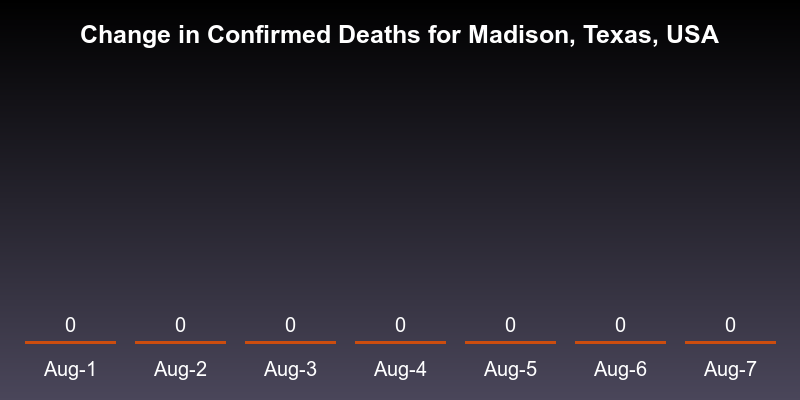 Change in Confirmed Deaths for Madison, Texas, USA
0 0 0 0 0 0 0
Aug-1 Aug-2 Aug-3 Aug-4 Aug-5 Aug-6 Aug-7